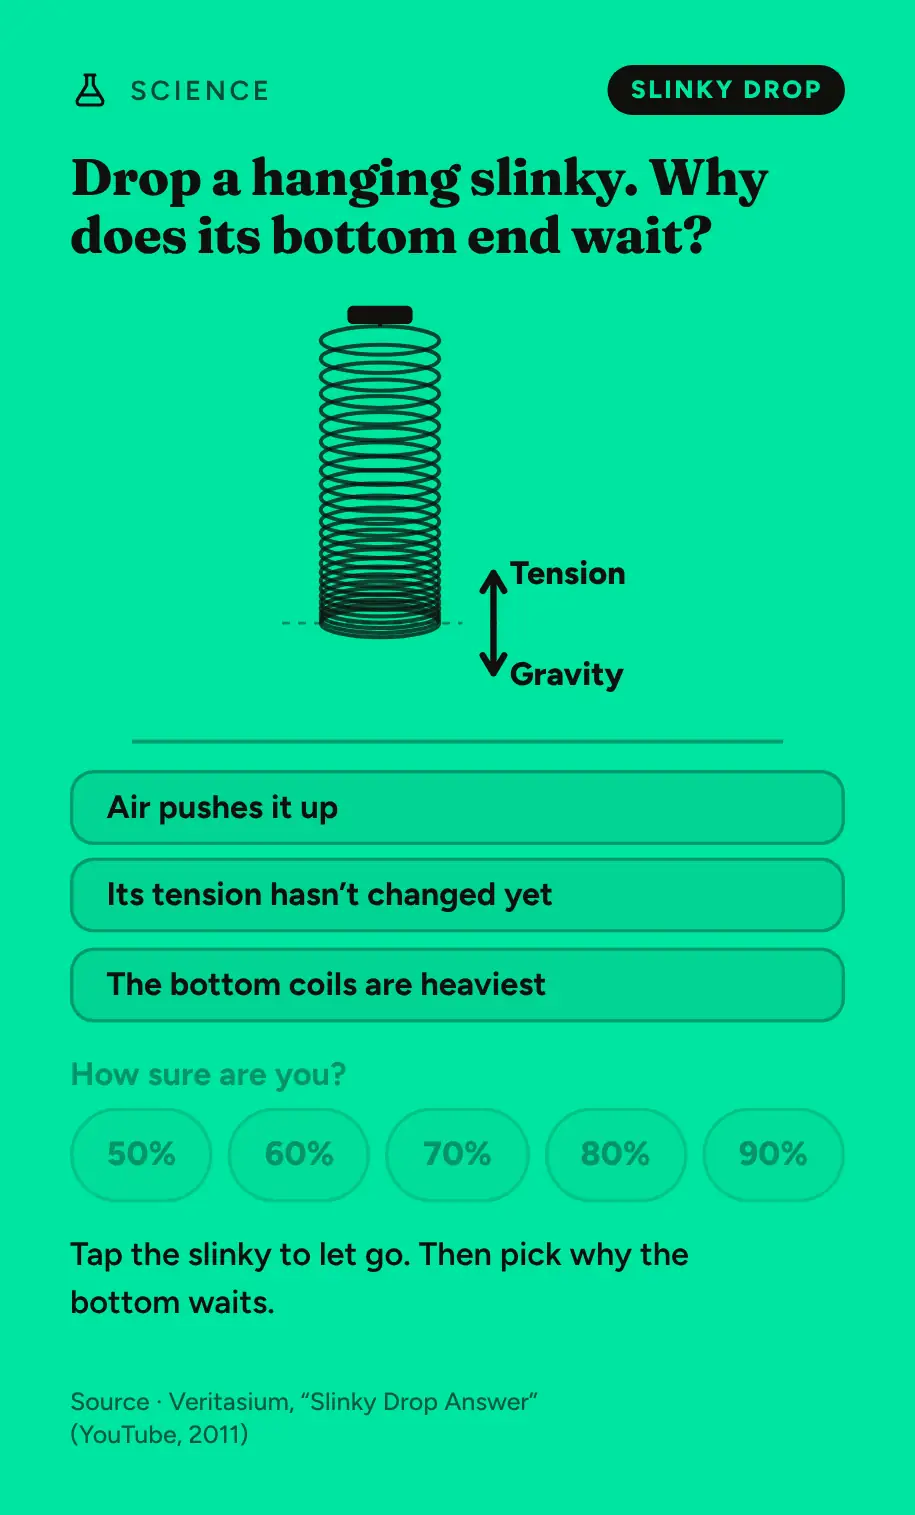 SCIENCE
SLINKY DROP
Drop a hanging slinky. Why
does its bottom end wait?
Tension
Gravity
Air pushes it up
Its tension hasn’t changed yet
The bottom coils are heaviest
How sure are you?
50% 60% 70% 80% 90%
Tap the slinky to let go. Then pick why the
bottom waits.
Source · Veritasium, “Slinky Drop Answer”
(YouTube, 2011)